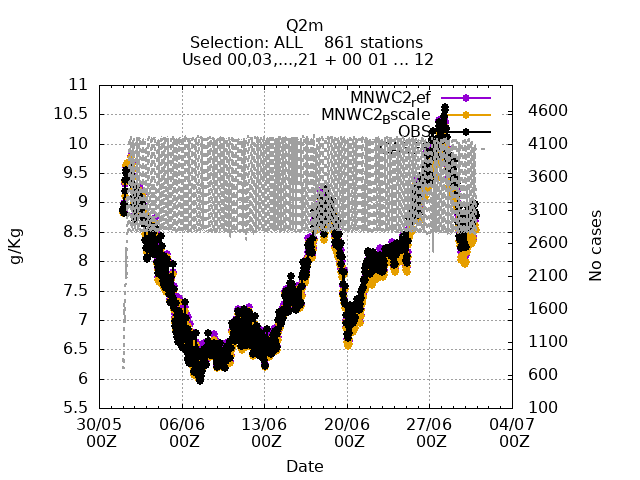 Q2m
Selection: ALL    861 stations
Used 00,03,...,21 + 00 01 ... 12
MNWC2ref
MNWC2Bscale
OBS
11
10.5
10
9.5
9
8.5
8
7.5
7
6.5
6
5.5
g/Kg
4600
4100
3600
3100
2600
2100
1600
1100
600
100
No cases
30/05 06/06 13/06 20/06 27/06 04/07
00Z 00Z 00Z 00Z 00Z 00Z
Date